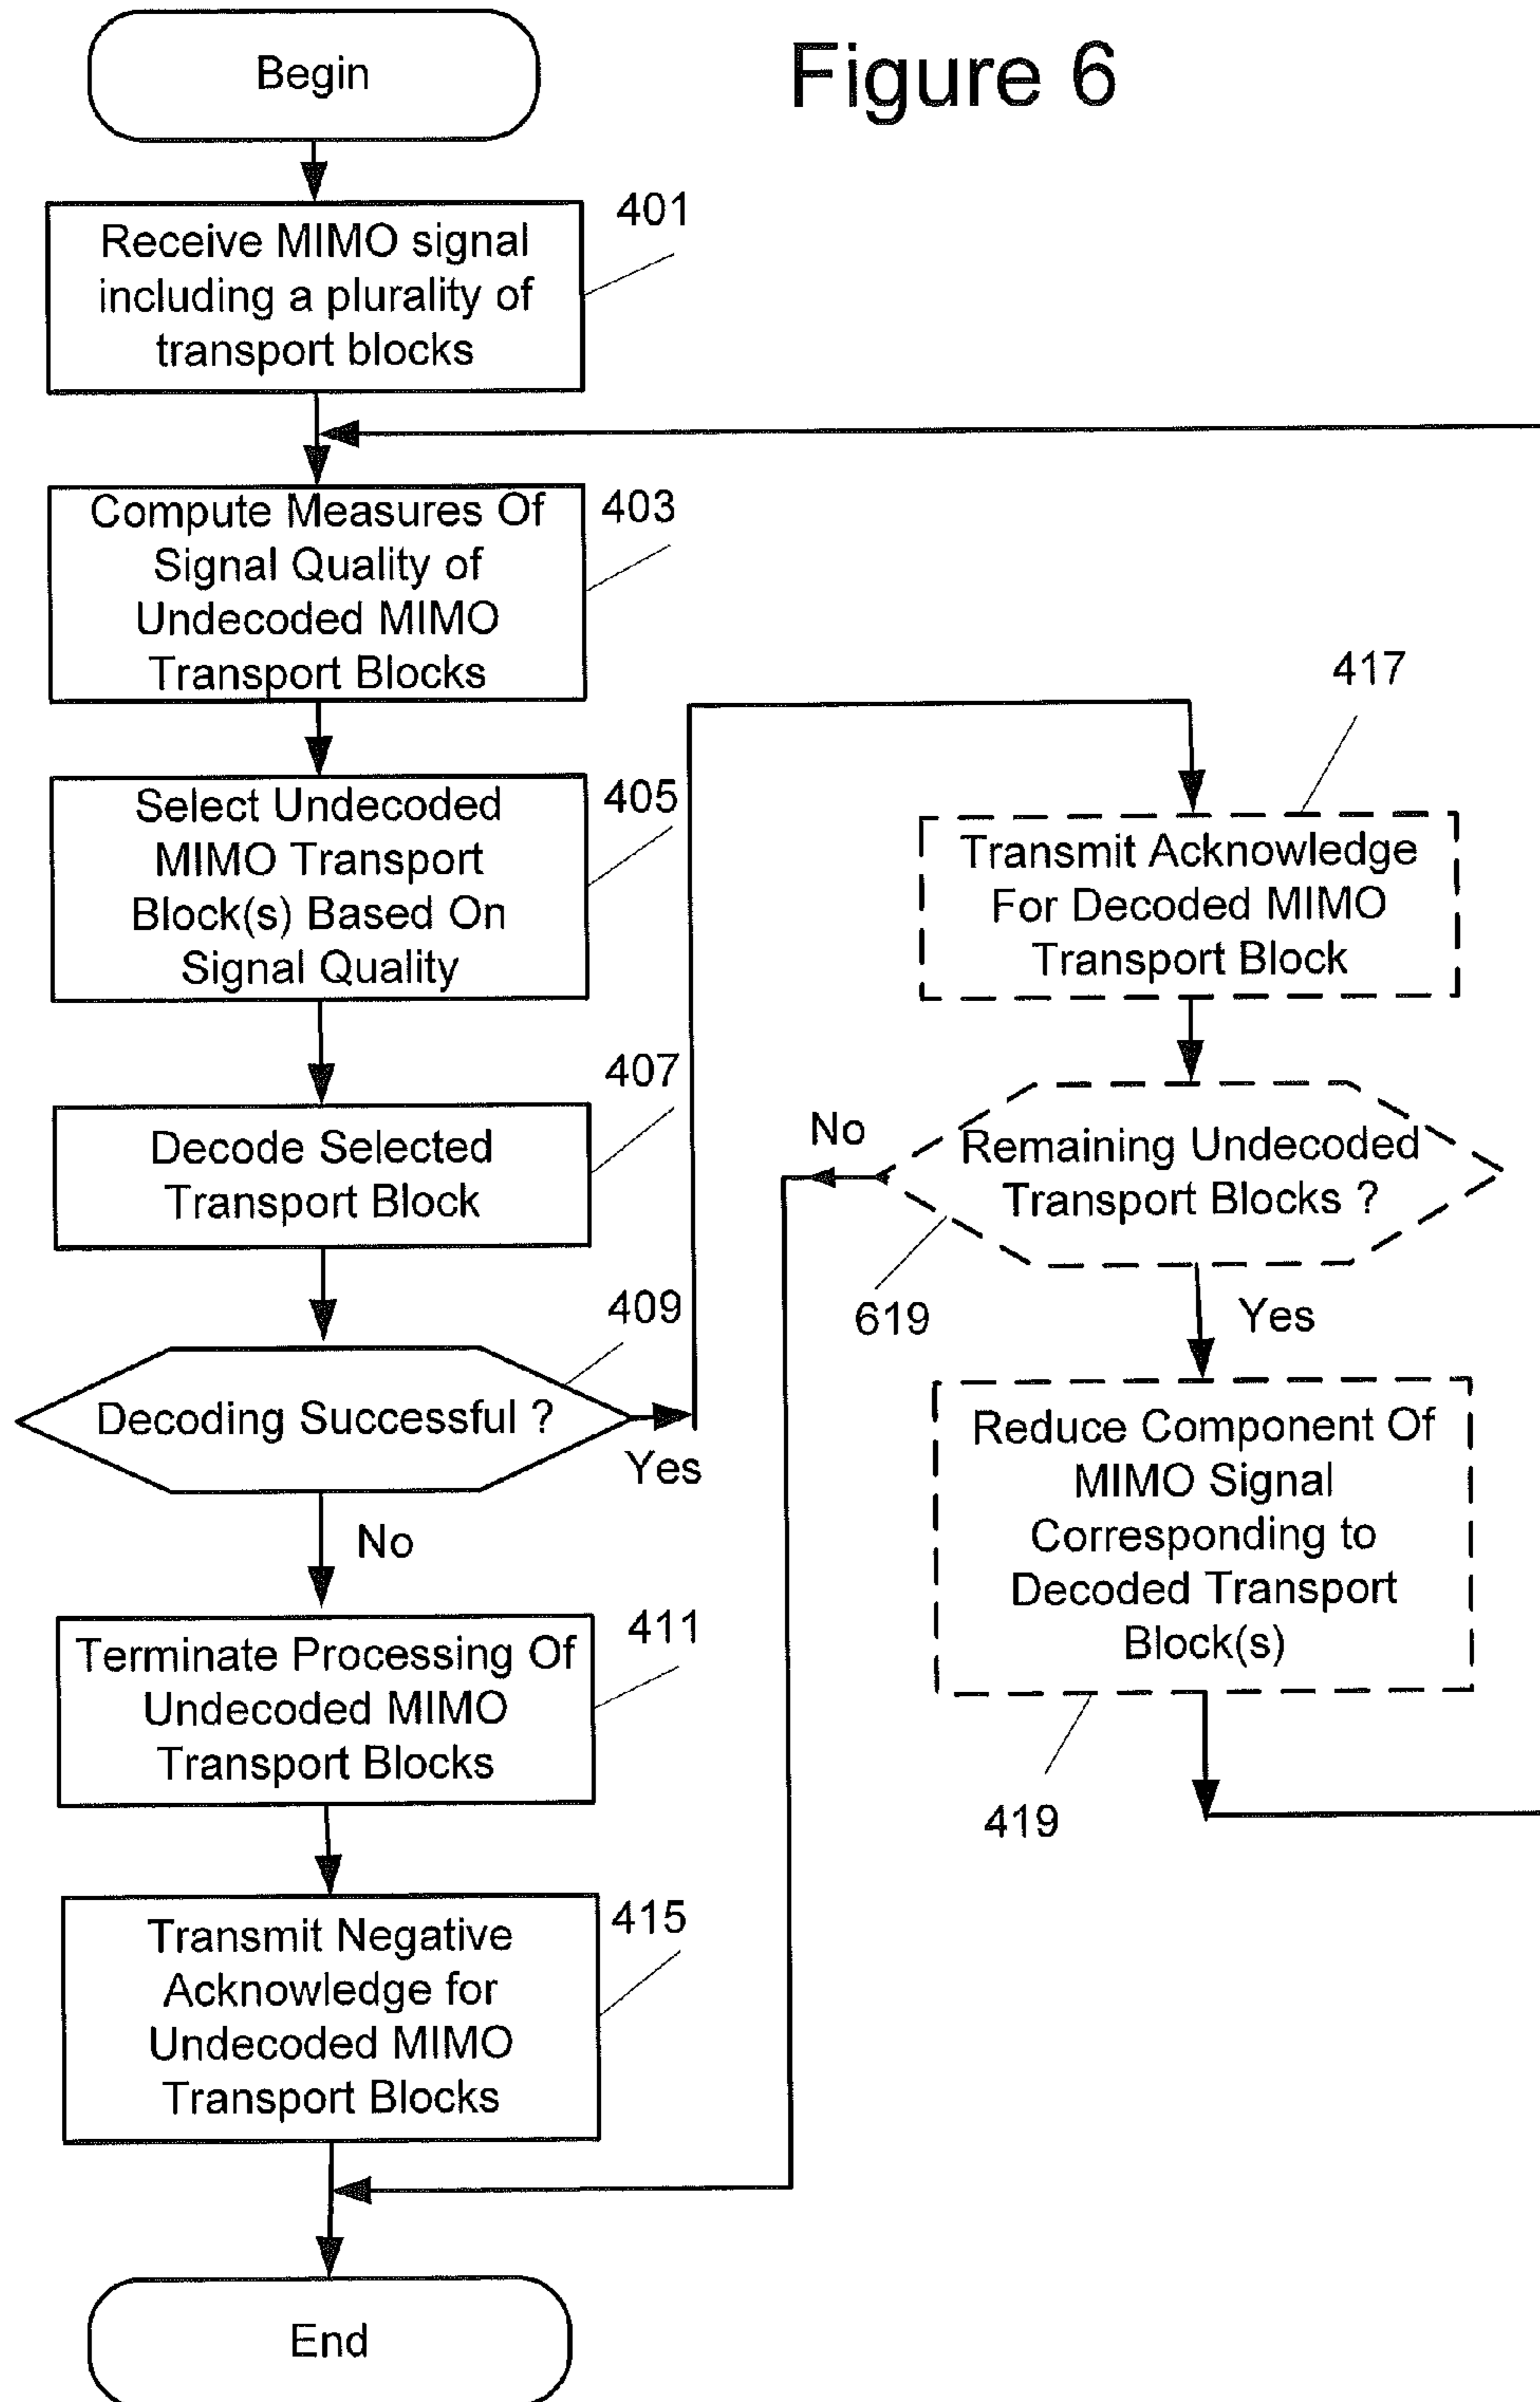 Figure 6
Begin
Receive MIMO signal
including a plurality of
transport blocks
401
Compute Measures Of
Signal Quality of
Undecoded MIMO
Transport Blocks
403
Select Undecoded
MIMO Transport
Block(s) Based On
Signal Quality
405
Decode Selected
Transport Block
407
Decoding Successful ?
409
Yes
No
Terminate Processing Of
Undecoded MIMO
Transport Blocks
411
Transmit Negative
Acknowledge for
Undecoded MIMO
Transport Blocks
415
End
417
Transmit Acknowledge
For Decoded MIMO
Transport Block
No
Remaining Undecoded
Transport Blocks ?
619
Yes
Reduce Component Of
MIMO Signal
Corresponding to
Decoded Transport
Block(s)
419